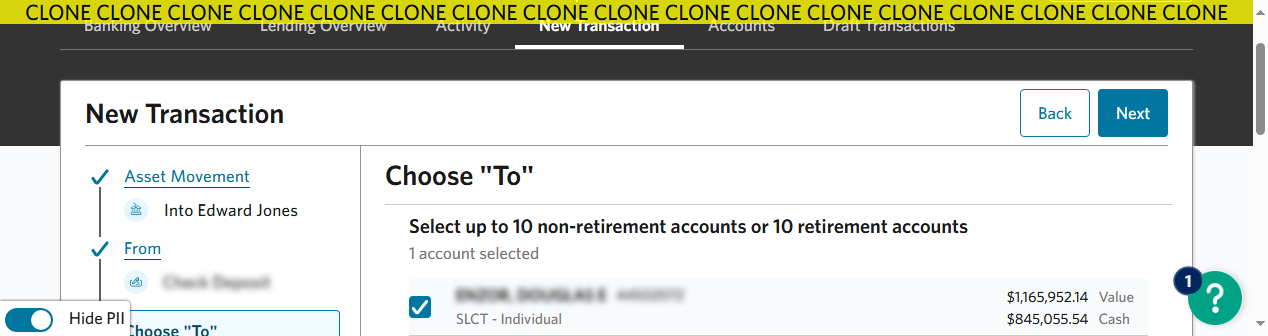 CLONE CLONE CLONE CLONE CLONE CLONE CLONE CLONE CLONE CLONE CLONE CLONE CLONE CLONE CLONE CLONE CLONE
Banking Overview Lending Overview Activity New Transaction Accounts Draft Transactions
New Transaction
Back Next
Asset Movement
Into Edward Jones
From
Choose "To"
Hide PII
Choose "To"
Select up to 10 non-retirement accounts or 10 retirement accounts
1 account selected
$1,165,952.14 Value
SLCT - Individual
$845,055.54 Cash
1
?